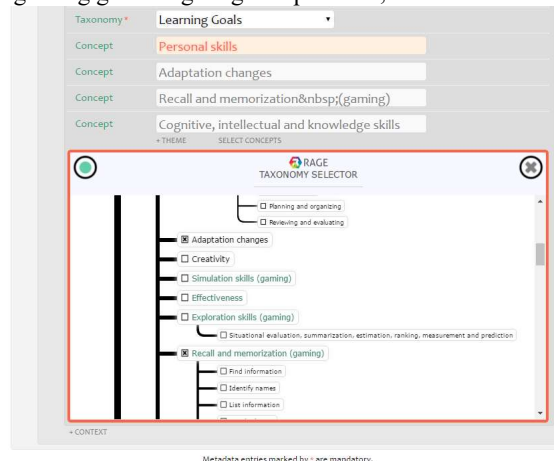 Taxonomy * Learning Goals
Concept Personal skills
Concept Adaptation changes
Concept Recall and memorization&nbsp;(gaming)
Concept Cognitive, intellectual and knowledge skills
+ THEME SELECT CONCEPTS
RAGE
TAXONOMY SELECTOR
Planning and organizing
Reviewing and evaluating
Adaptation changes
Creativity
Simulation skills (gaming)
Effectiveness
Exploration skills (gaming)
Situational evaluation, summarization, estimation, ranking, measurement and prediction
Recall and memorization (gaming)
Find information
Identify names
List information
+ CONTEXT
Metadata entries marked by * are mandatory.